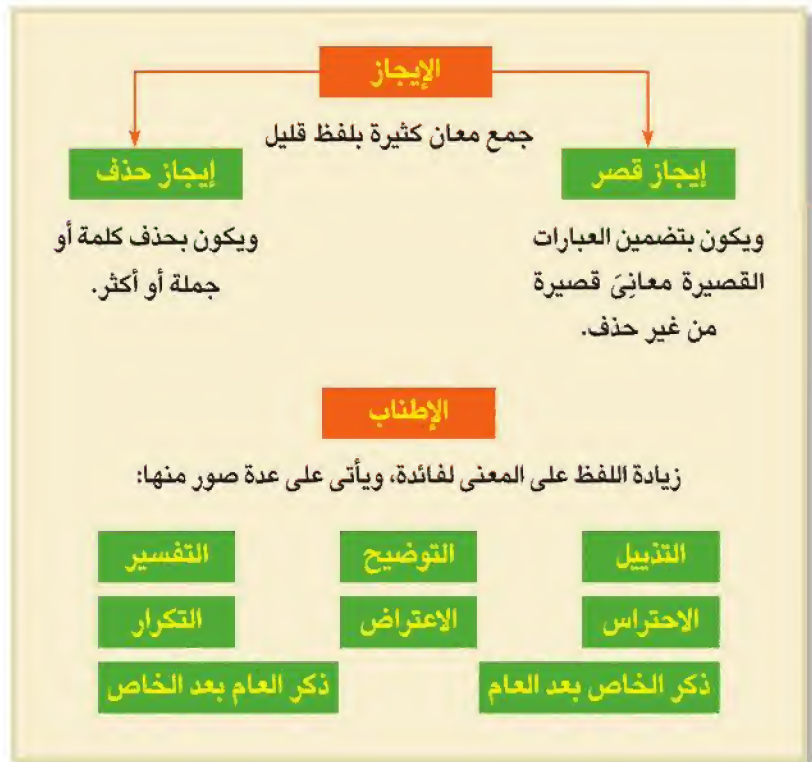 الإيجاز
جمع معان كثيرة بلفظ قليل
إيجاز قصر
ويكون بتضمين العبارات
القصيرة معانِىَ قصيرة
من غير حذف.
إيجاز حذف
ويكون بحذف كلمة أو
جملة أو أكثر.
الإطناب
زيادة اللفظ على المعنى لفائدة، ويأتى على عدة صور منها:
التذييل التوضيح التفسير
الاحتراس الاعتراض التكرار
ذكر الخاص بعد العام ذكر العام بعد الخاص